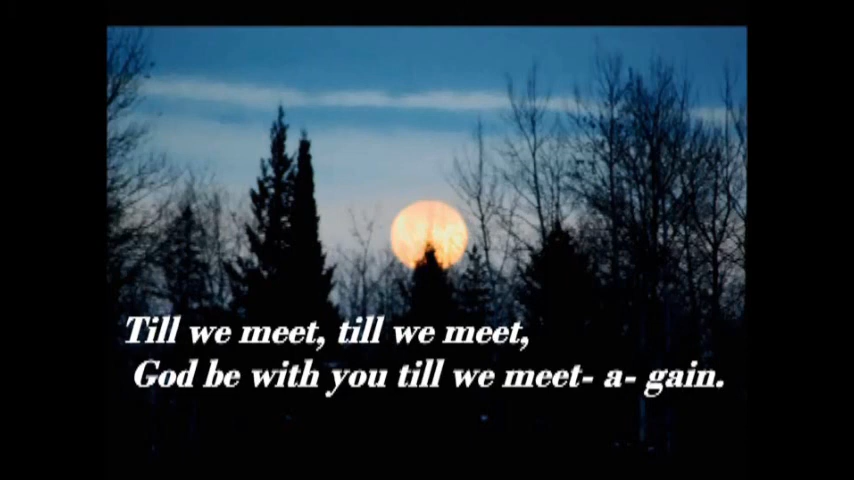 Till we meet, till we meet,
God be with you till we meet- a- gain.